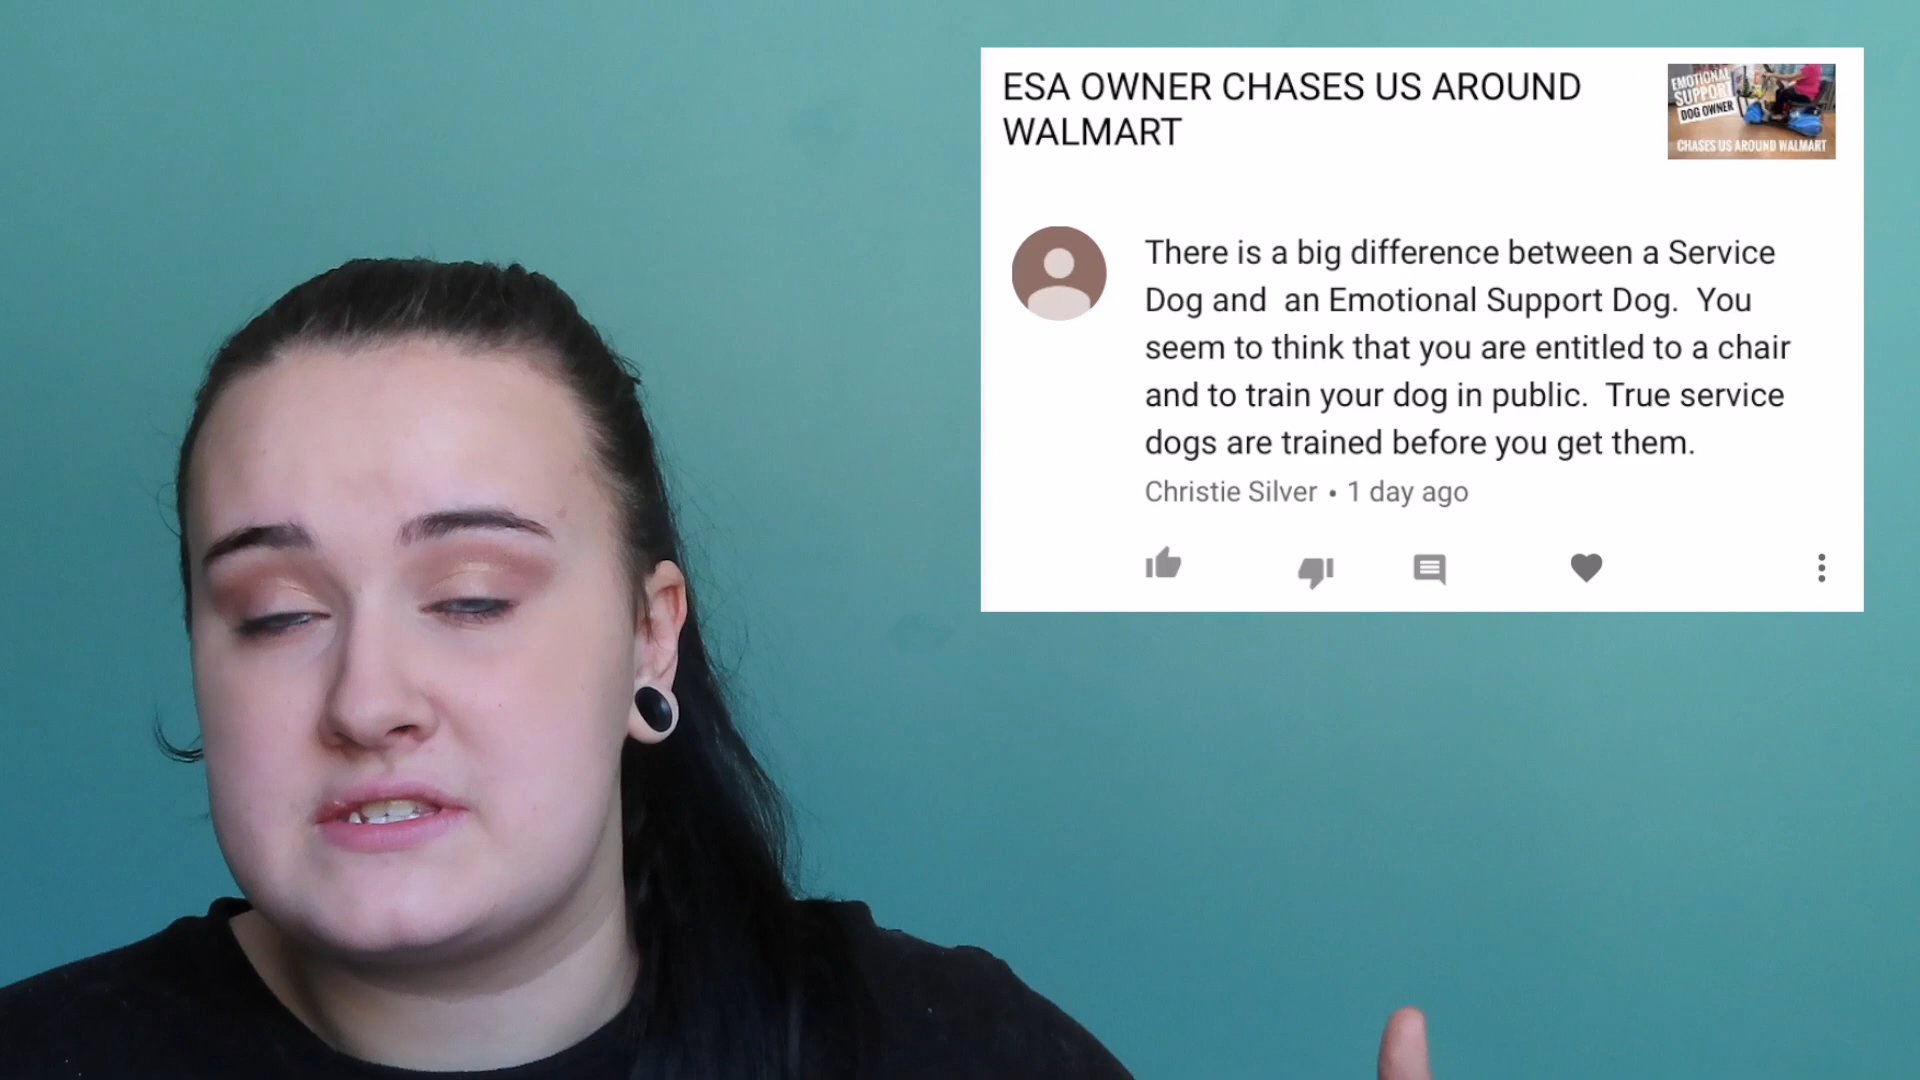 ESA OWNER CHASES US AROUND
WALMART
EMOTIONAL
SUPPORT
DOG OWNER
CHASES US AROUND WALMART
There is a big difference between a Service
Dog and  an Emotional Support Dog.  You
seem to think that you are entitled to a chair
and to train your dog in public.  True service
dogs are trained before you get them.
Christie Silver • 1 day ago